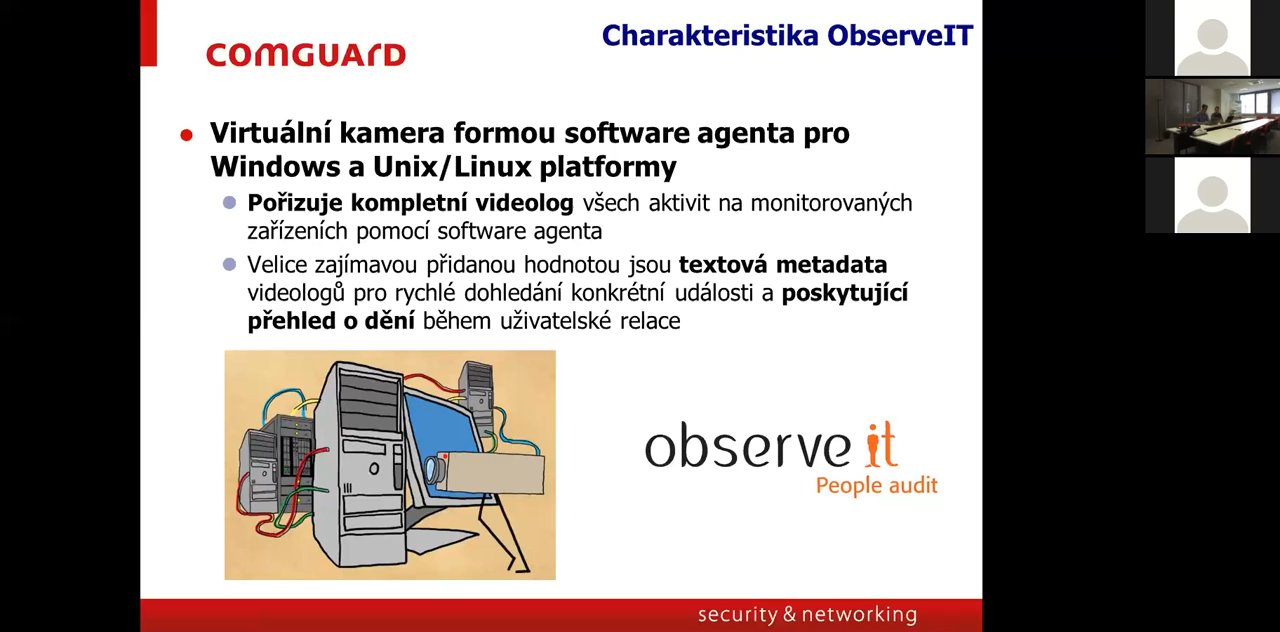 Charakteristika ObserveIT
COMGUARD
Virtuální kamera formou software agenta pro
Windows a Unix/Linux platformy
Pořizuje kompletní videolog všech aktivit na monitorovaných
zařízeních pomocí software agenta
Velice zajímavou přidanou hodnotou jsou textová metadata
videologů pro rychlé dohledání konkrétní události a poskytující
přehled o dění během uživatelské relace
observe it
People audit
security & networking